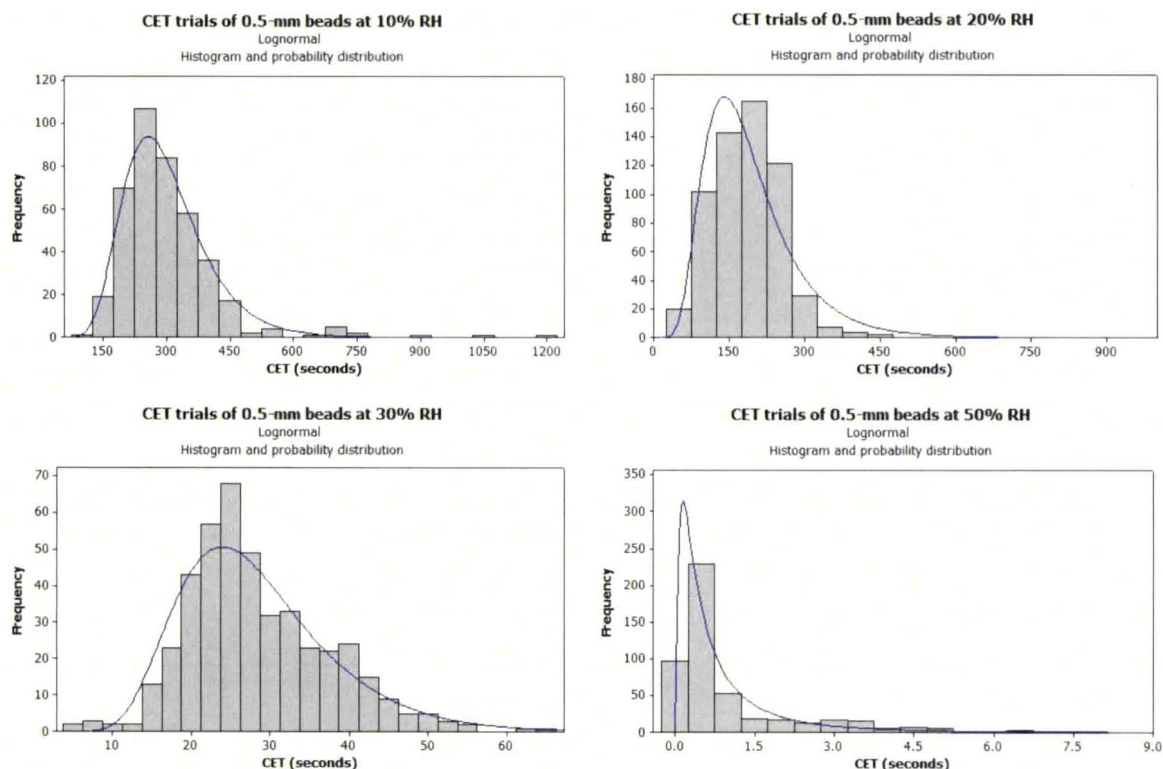 CET trials of 0.5-mm beads at 10% RH
Lognormal
Histogram and probability distribution
120
100
80
60
40
20
0
Frequency
150 300 450 600 750 900 1050 1200
CET (seconds)
CET trials of 0.5-mm beads at 20% RH
Lognormal
Histogram and probability distribution
180
160
140
120
100
80
60
40
20
0
Frequency
0 150 300 450 600 750 900
CET (seconds)
CET trials of 0.5-mm beads at 30% RH
Lognormal
Histogram and probability distribution
70
60
50
40
30
20
10
0
Frequency
10 20 30 40 50 60
CET (seconds)
CET trials of 0.5-mm beads at 50% RH
Lognormal
Histogram and probability distribution
350
300
250
200
150
100
50
0
Frequency
0.0 1.5 3.0 4.5 6.0 7.5 9.0
CET (seconds)